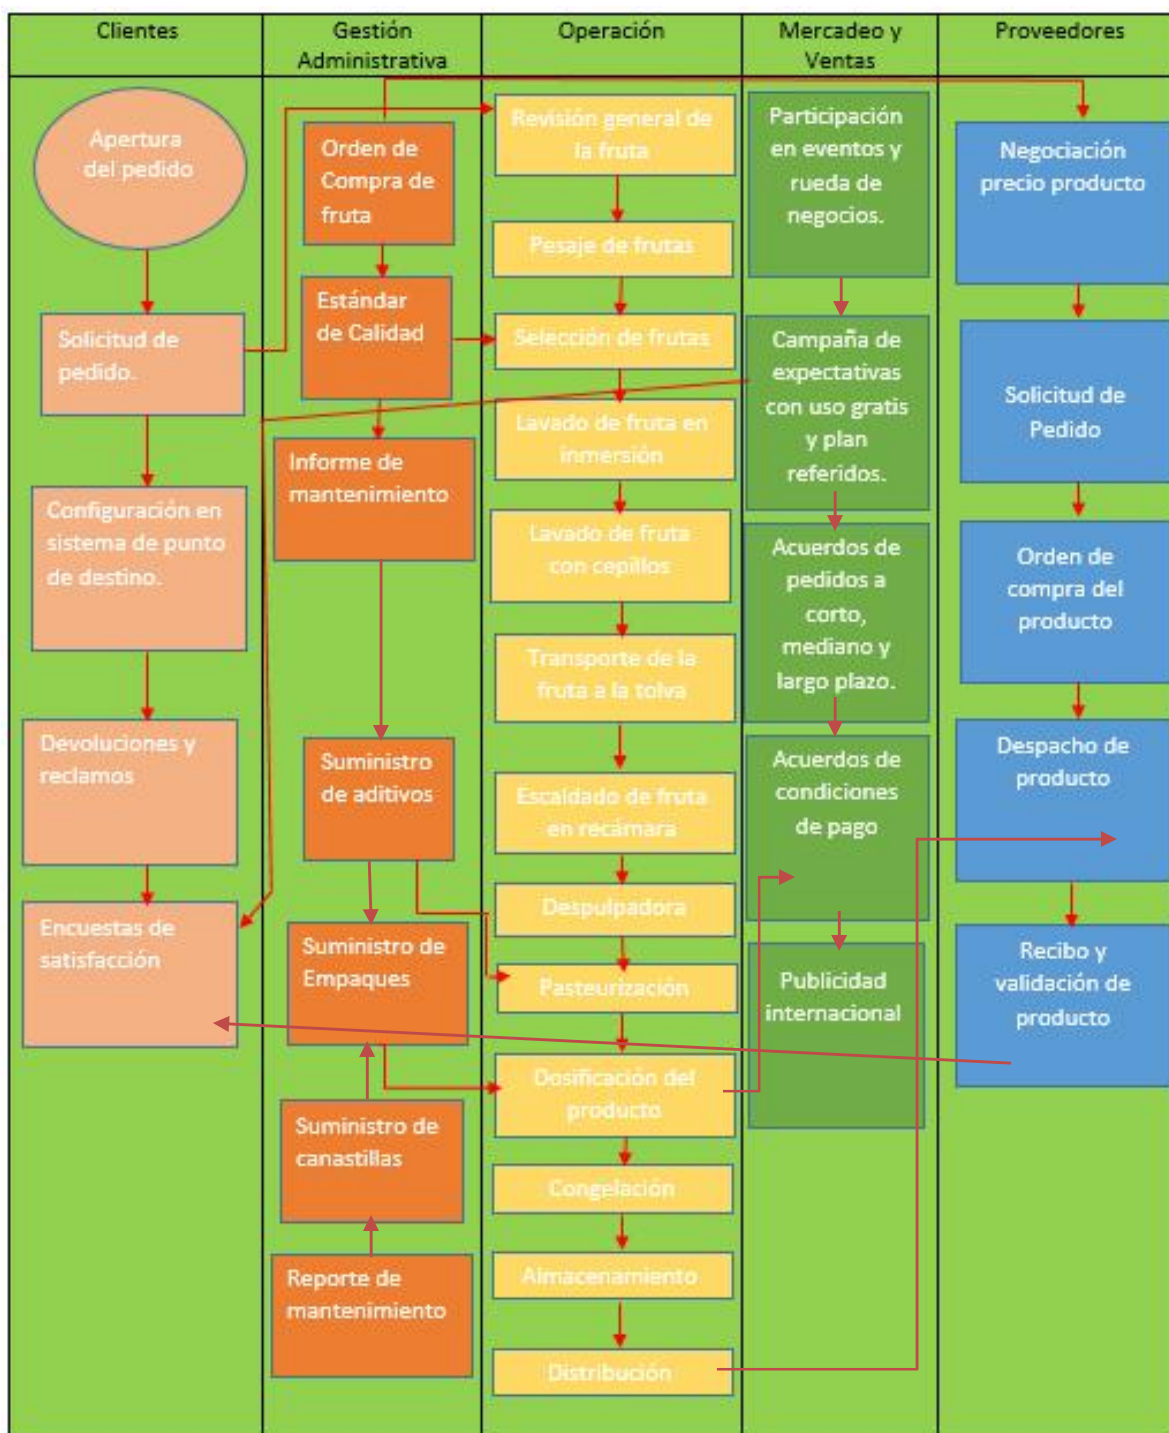 Clientes
Gestión
Administrativa
Operación
Mercadeo y
Ventas
Proveedores
Apertura
del pedido
Solicitud de
pedido.
Configuración en
sistema de punto
de destino.
Devoluciones y
reclamos
Encuestas de
satisfacción
Orden de
Compra de
fruta
Estándar
de Calidad
Informe de
mantenimiento
Suministro
de aditivos
Suministro de
Empaques
Suministro de
canastillas
Reporte de
mantenimiento
Revisión general de
la fruta
Pesaje de frutas
Selección de frutas
Lavado de fruta en
inmersión
Lavado de fruta
con cepillos
Transporte de la
fruta a la tolva
Escaldado de fruta
en recámara
Despulpadora
Pasteurización
Dosificación del
producto
Congelación
Almacenamiento
Distribución
Participación
en eventos y
rueda de
negocios.
Campaña de
expectativas
con uso gratis
y plan
referidos.
Acuerdos de
pedidos a
corto,
mediano y
largo plazo.
Acuerdos de
condiciones
de pago
Publicidad
internacional
Negociación
precio producto
Solicitud de
Pedido
Orden de
compra del
producto
Despacho de
producto
Recibo y
validación de
producto